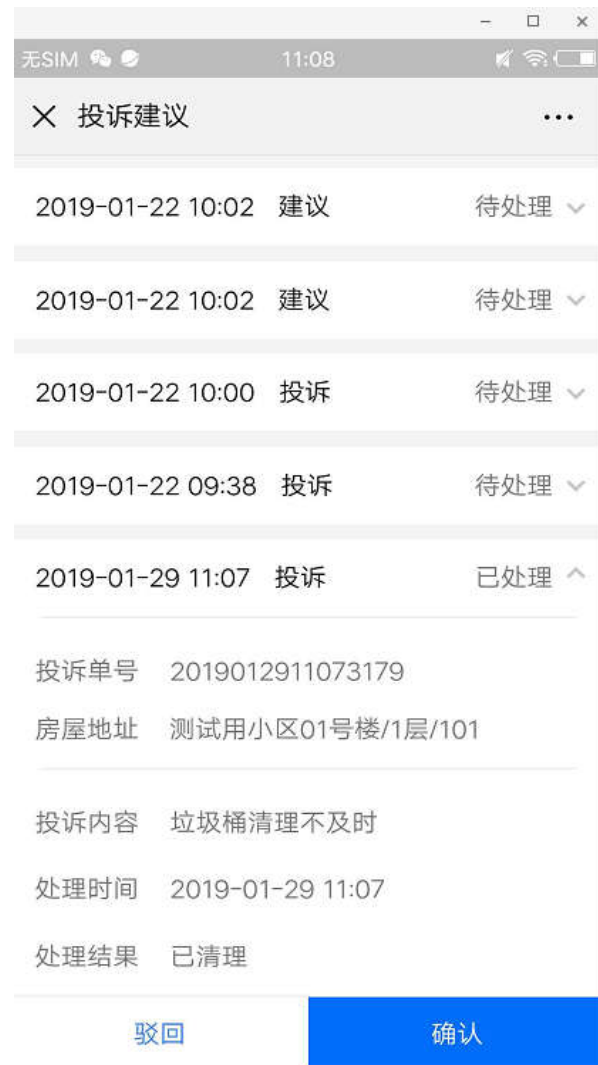 无SIM 11:08
投诉建议
2019-01-22 10:02 建议 待处理
2019-01-22 10:02 建议 待处理
2019-01-22 10:00 投诉 待处理
2019-01-22 09:38 投诉 待处理
2019-01-29 11:07 投诉 已处理
投诉单号 2019012911073179
房屋地址 测试用小区01号楼/1层/101
投诉内容 垃圾桶清理不及时
处理时间 2019-01-29 11:07
处理结果 已清理
驳回 确认